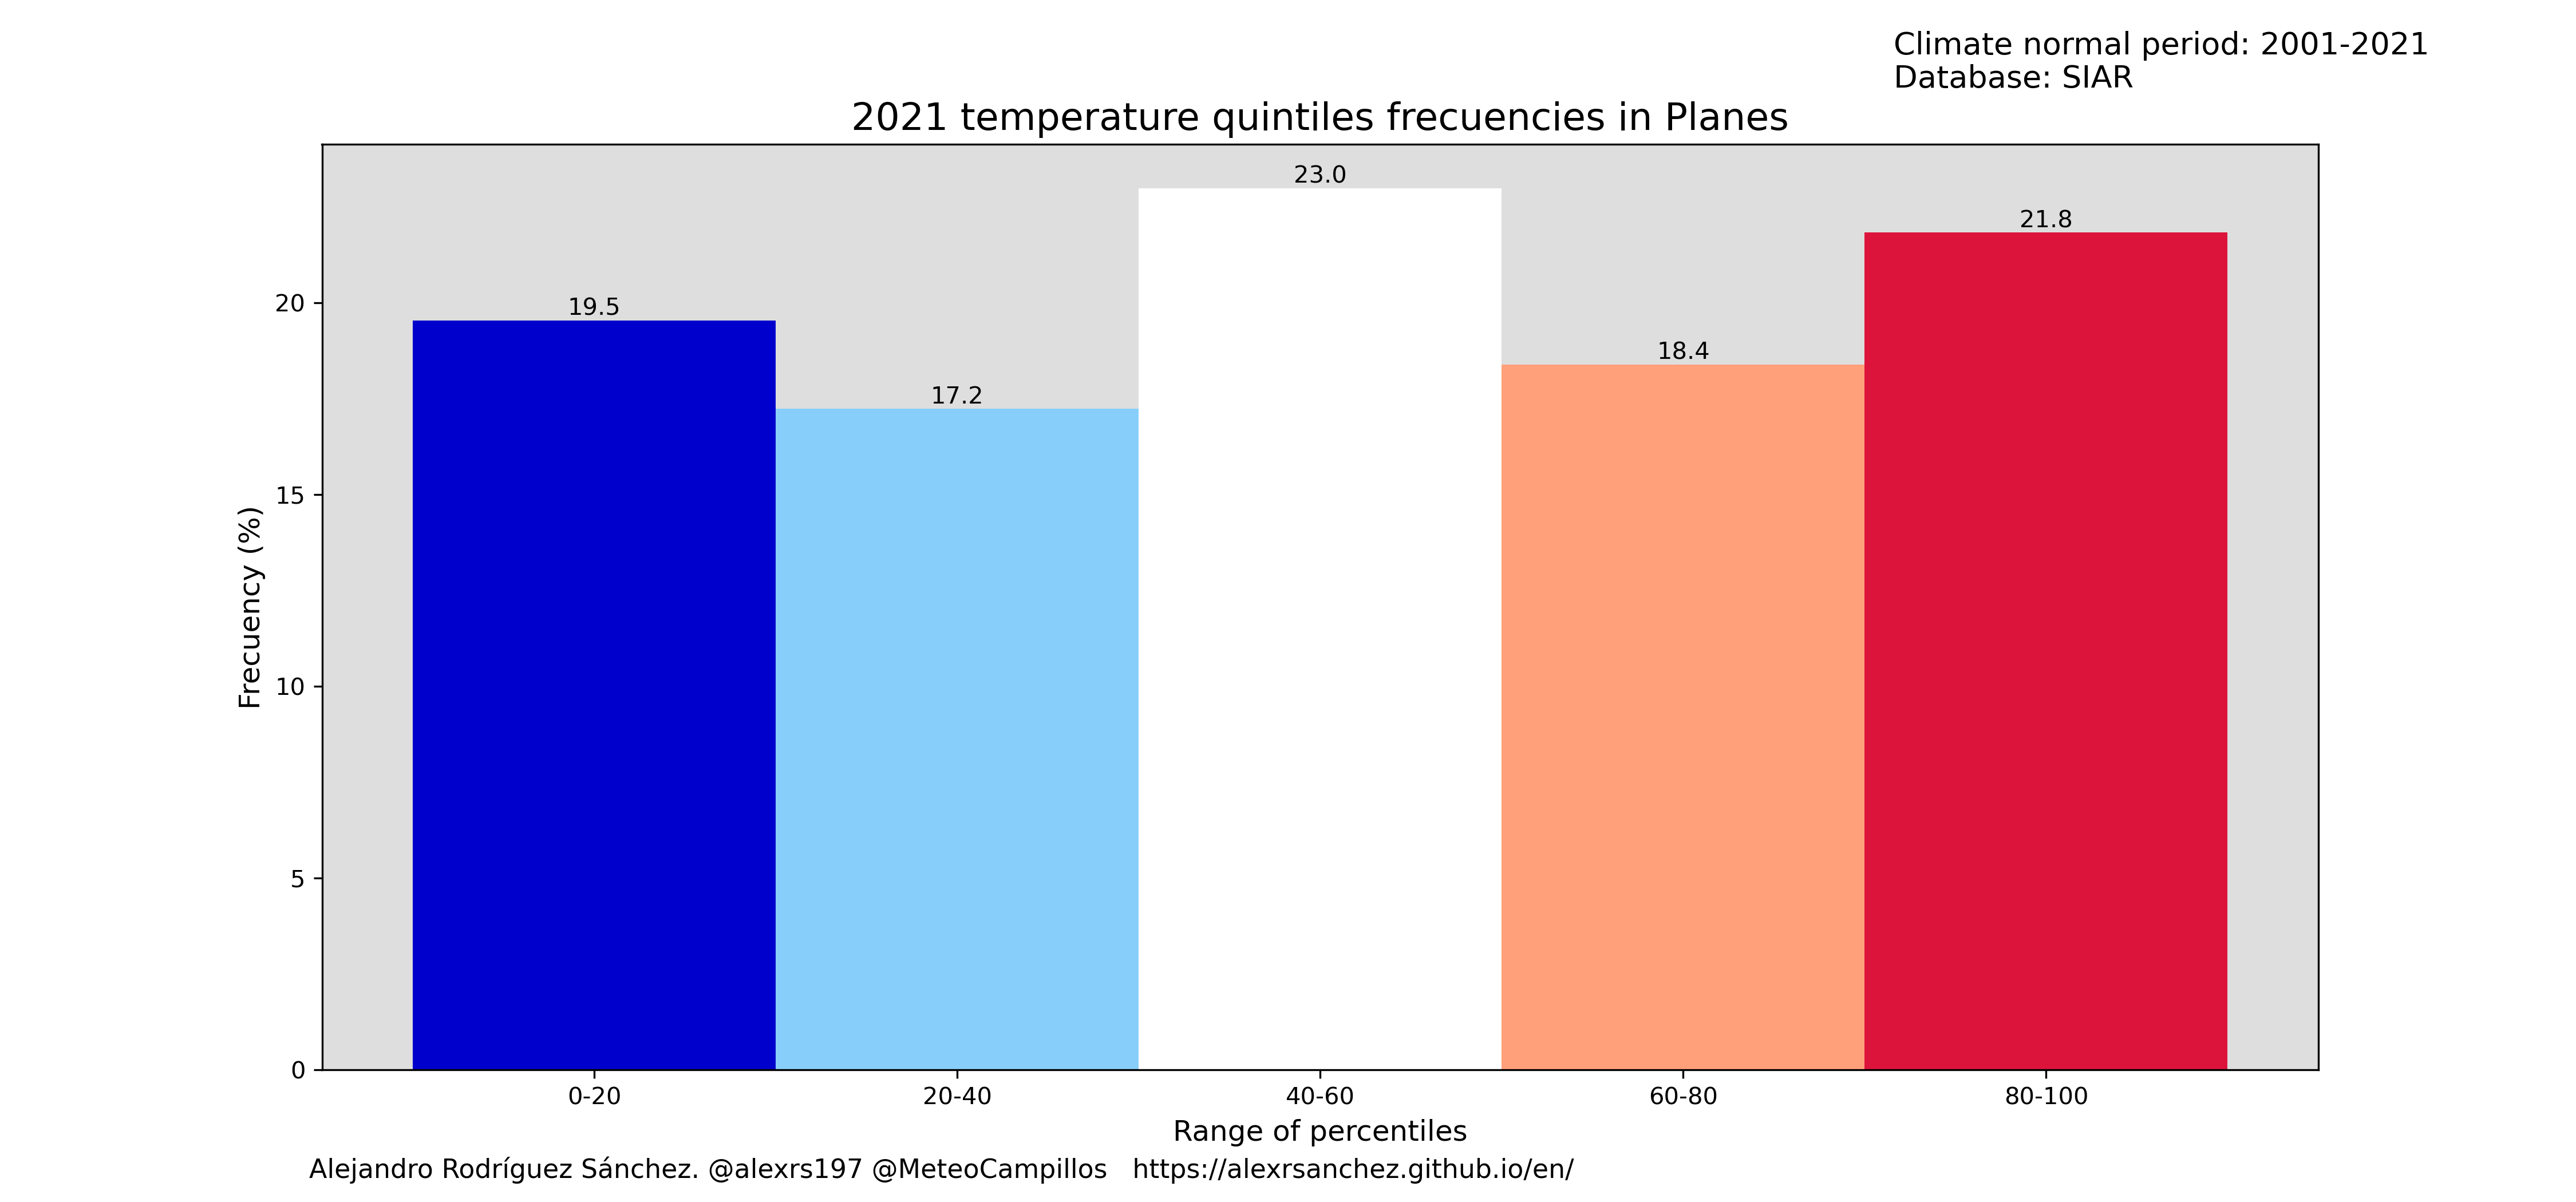 Climate normal period: 2001-2021
Database: SIAR
2021 temperature quintiles frecuencies in Planes
23.0
21.8
19.5
18.4
17.2
20
15
10
5
0
Frecuency (%)
0-20 20-40 40-60 60-80 80-100
Range of percentiles
Alejandro Rodríguez Sánchez. @alexrs197 @MeteoCampillos https://alexrsanchez.github.io/en/